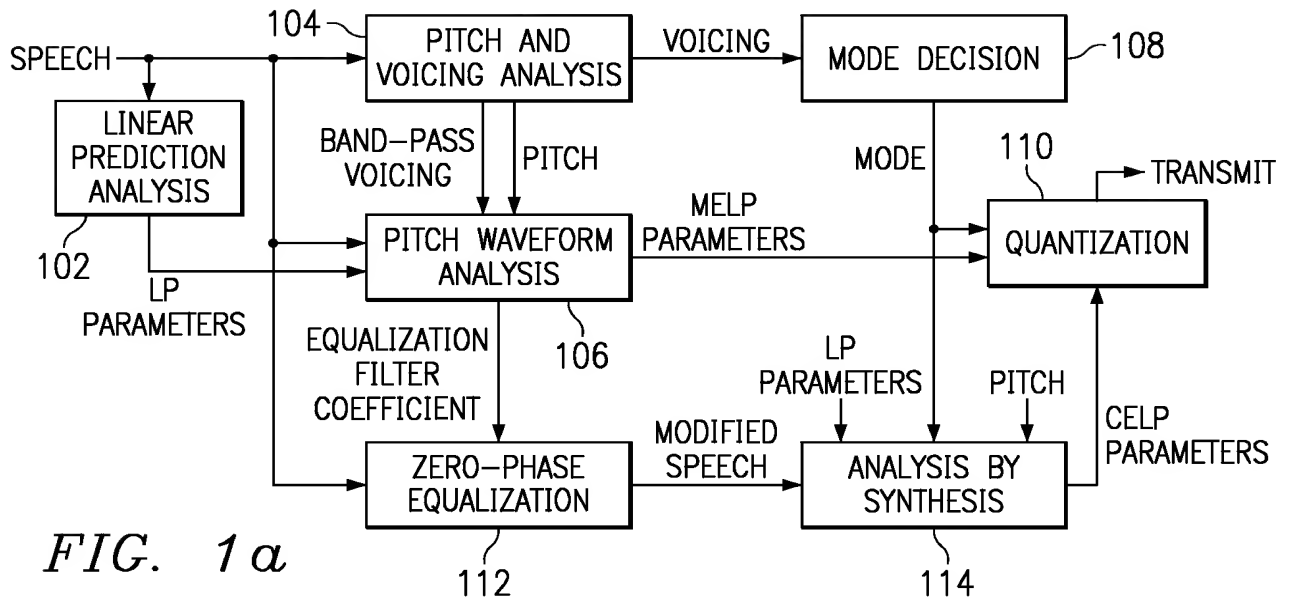 104
SPEECH
PITCH AND
VOICING ANALYSIS
VOICING
MODE DECISION
108
LINEAR
PREDICTION
ANALYSIS
102
BAND-PASS
VOICING
PITCH
MODE
110
TRANSMIT
QUANTIZATION
LP
PARAMETERS
PITCH WAVEFORM
ANALYSIS
106
MELP
PARAMETERS
EQUALIZATION
FILTER
COEFFICIENT
LP
PARAMETERS
PITCH
CELP
PARAMETERS
ZERO-PHASE
EQUALIZATION
112
MODIFIED
SPEECH
ANALYSIS BY
SYNTHESIS
114
FIG. 1a